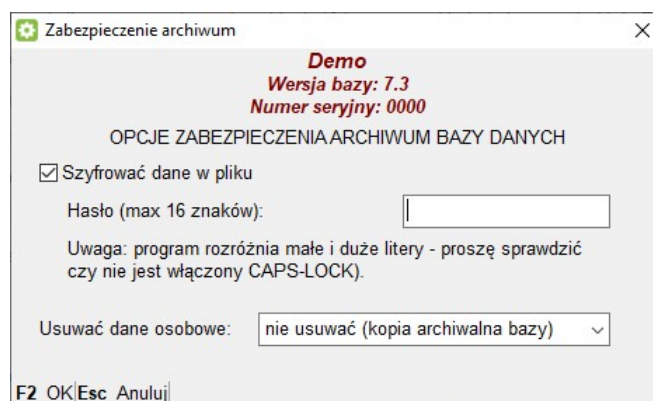 Zabezpieczenie archiwum
Demo
Wersja bazy: 7.3
Numer seryjny: 0000
OPCJE ZABEZPIECZENIA ARCHIWUM BAZY DANYCH
Szyfrować dane w pliku
Hasło (max 16 znaków):
Uwaga: program rozróżnia małe i duże litery - proszę sprawdzić
czy nie jest włączony CAPS-LOCK).
Usuwać dane osobowe: nie usuwać (kopia archiwalna bazy)
F2 OK Esc Anuluj